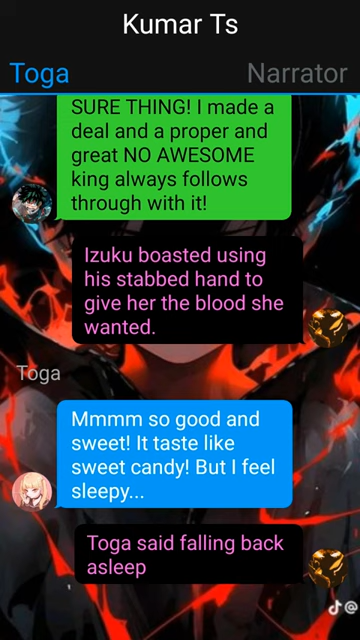 Kumar Ts
Toga
Narrator
SURE THING! I made a
deal and a proper and
great NO AWESOME
king always follows
through with it!
Izuku boasted using
his stabbed hand to
give her the blood she
wanted.
Toga
Mmmm so good and
sweet! It taste like
sweet candy! But I feel
sleepy...
Toga said falling back
asleep
@